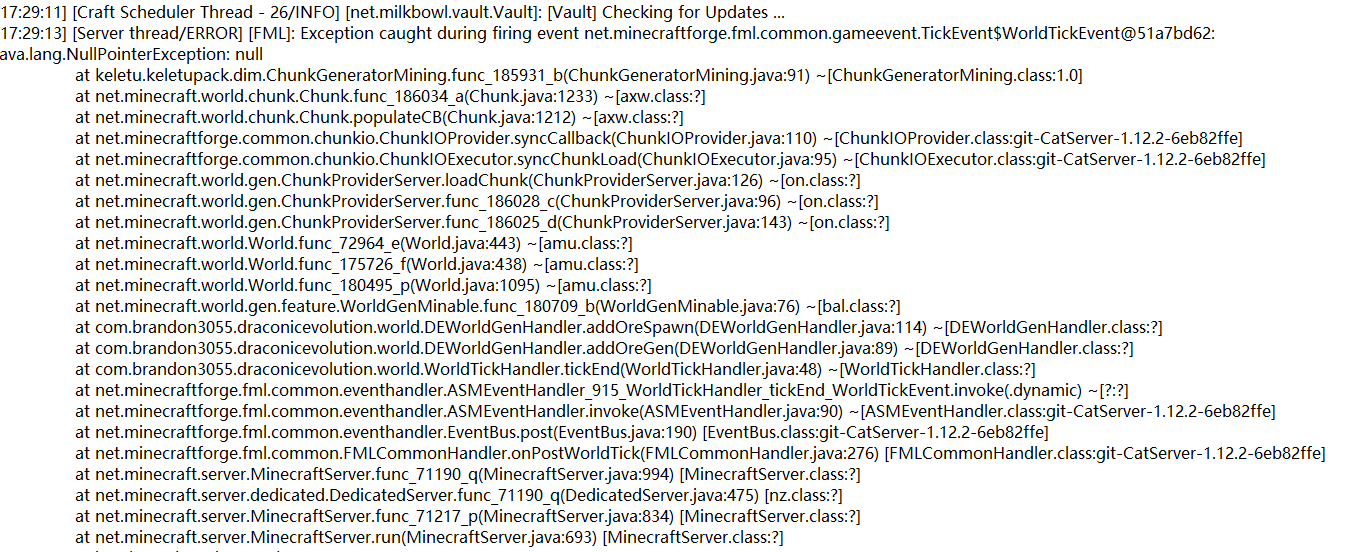 17:29:11] [Craft Scheduler Thread - 26/INFO] [net.milkbowl.vault.Vault]: [Vault] Checking for Updates ...
17:29:13] [Server thread/ERROR] [FML]: Exception caught during firing event net.minecraftforge.fml.common.gameevent.TickEvent$WorldTickEvent@51a7bd62:
ava.lang.NullPointerException: null
at keletu.keletupack.dim.ChunkGeneratorMining.func_185931_b(ChunkGeneratorMining.java:91) ~[ChunkGeneratorMining.class:1.0]
at net.minecraft.world.chunk.Chunk.func_186034_a(Chunk.java:1233) ~[axw.class:?]
at net.minecraft.world.chunk.Chunk.populateCB(Chunk.java:1212) ~[axw.class:?]
at net.minecraftforge.common.chunkio.ChunkIOProvider.syncCallback(ChunkIOProvider.java:110) ~[ChunkIOProvider.class:git-CatServer-1.12.2-6eb82ffe]
at net.minecraftforge.common.chunkio.ChunkIOExecutor.syncChunkLoad(ChunkIOExecutor.java:95) ~[ChunkIOExecutor.class:git-CatServer-1.12.2-6eb82ffe]
at net.minecraft.world.gen.ChunkProviderServer.loadChunk(ChunkProviderServer.java:126) ~[on.class:?]
at net.minecraft.world.gen.ChunkProviderServer.func_186028_c(ChunkProviderServer.java:96) ~[on.class:?]
at net.minecraft.world.gen.ChunkProviderServer.func_186025_d(ChunkProviderServer.java:143) ~[on.class:?]
at net.minecraft.world.World.func_72964_e(World.java:443) ~[amu.class:?]
at net.minecraft.world.World.func_175726_f(World.java:438) ~[amu.class:?]
at net.minecraft.world.World.func_180495_p(World.java:1095) ~[amu.class:?]
at net.minecraft.world.gen.feature.WorldGenMinable.func_180709_b(WorldGenMinable.java:76) ~[bal.class:?]
at com.brandon3055.draconicevolution.world.DEWorldGenHandler.addOreSpawn(DEWorldGenHandler.java:114) ~[DEWorldGenHandler.class:?]
at com.brandon3055.draconicevolution.world.DEWorldGenHandler.addOreGen(DEWorldGenHandler.java:89) ~[DEWorldGenHandler.class:?]
at com.brandon3055.draconicevolution.world.WorldTickHandler.tickEnd(WorldTickHandler.java:48) ~[WorldTickHandler.class:?]
at net.minecraftforge.fml.common.eventhandler.ASMEventHandler_915_WorldTickHandler_tickEnd_WorldTickEvent.invoke(.dynamic) ~[?:?]
at net.minecraftforge.fml.common.eventhandler.ASMEventHandler.invoke(ASMEventHandler.java:90) ~[ASMEventHandler.class:git-CatServer-1.12.2-6eb82ffe]
at net.minecraftforge.fml.common.eventhandler.EventBus.post(EventBus.java:190) [EventBus.class:git-CatServer-1.12.2-6eb82ffe]
at net.minecraftforge.fml.common.FMLCommonHandler.onPostWorldTick(FMLCommonHandler.java:276) [FMLCommonHandler.class:git-CatServer-1.12.2-6eb82ffe]
at net.minecraft.server.MinecraftServer.func_71190_q(MinecraftServer.java:994) [MinecraftServer.class:?]
at net.minecraft.server.dedicated.DedicatedServer.func_71190_q(DedicatedServer.java:475) [nz.class:?]
at net.minecraft.server.MinecraftServer.func_71217_p(MinecraftServer.java:834) [MinecraftServer.class:?]
at net.minecraft.server.MinecraftServer.run(MinecraftServer.java:693) [MinecraftServer.class:?]